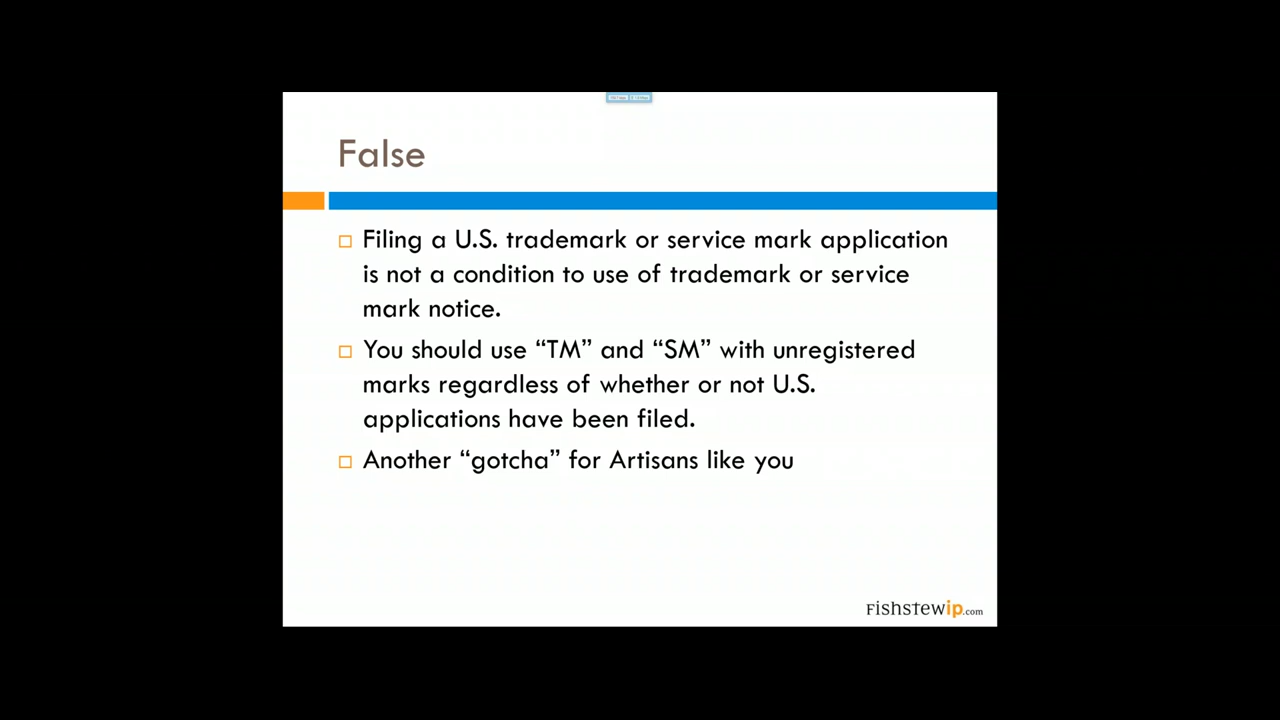 False
Filing a U.S. trademark or service mark application
is not a condition to use of trademark or service
mark notice.
You should use “TM” and “SM” with unregistered
marks regardless of whether or not U.S.
applications have been filed.
Another “gotcha” for Artisans like you
Fishstewip.com